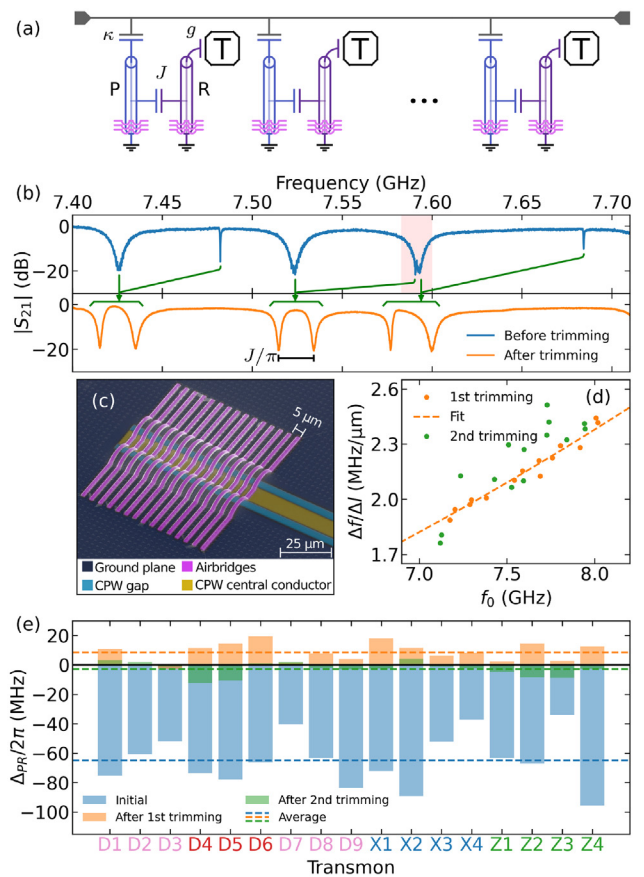 (a)
κ
g
T
T
T
J
P
R
(b)
Frequency (GHz)
7.40 7.45 7.50 7.55 7.60 7.65 7.70
|S21| (dB)
0
−20
0
−20
J/π
Before trimming
After trimming
(c)
5 μm
25 μm
Ground plane
Airbridges
CPW gap
CPW central conductor
(d)
Δf/Δl (MHz/μm)
2.6
2.3
2.0
1.7
1st trimming
Fit
2nd trimming
7.0 7.5 8.0
f0 (GHz)
(e)
ΔPR/2π (MHz)
20
0
−20
−40
−60
−80
−100
Initial
After 1st trimming
After 2nd trimming
Average
D1 D2 D3 D4 D5 D6 D7 D8 D9 X1 X2 X3 X4 Z1 Z2 Z3 Z4
Transmon